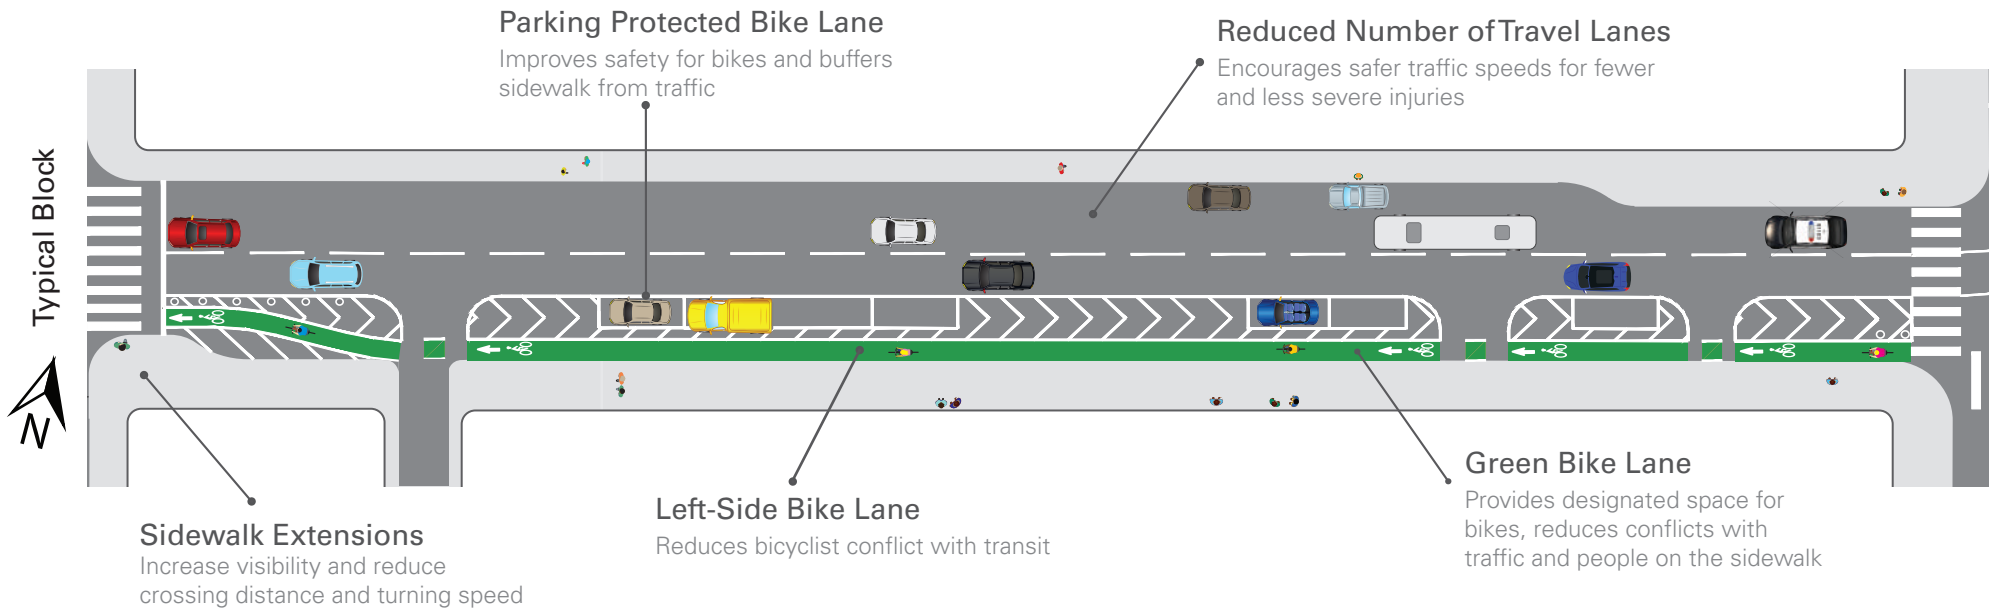 Parking Protected Bike Lane
Improves safety for bikes and buffers
sidewalk from traffic
Reduced Number of Travel Lanes
Encourages safer traffic speeds for fewer
and less severe injuries
Typical Block
N
Sidewalk Extensions
Increase visibility and reduce
crossing distance and turning speed
Left-Side Bike Lane
Reduces bicyclist conflict with transit
Green Bike Lane
Provides designated space for
bikes, reduces conflicts with
traffic and people on the sidewalk